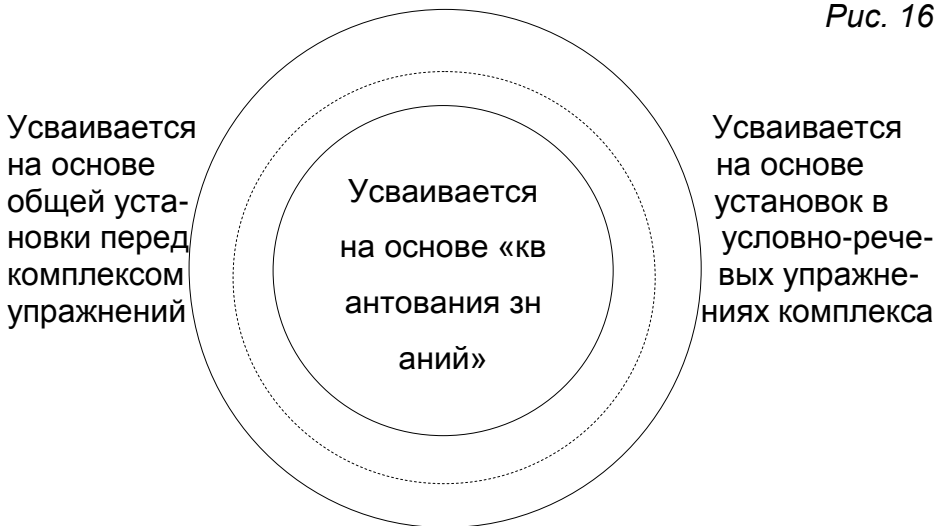 Рис. 16
Усваивается
на основе
общей уста-
новки перед
комплексом
упражнений
Усваивается
на основе «кв
антования зн
аний»
Усваивается
на основе
установок в
условно-рече-
вых упражне-
ниях комплекса